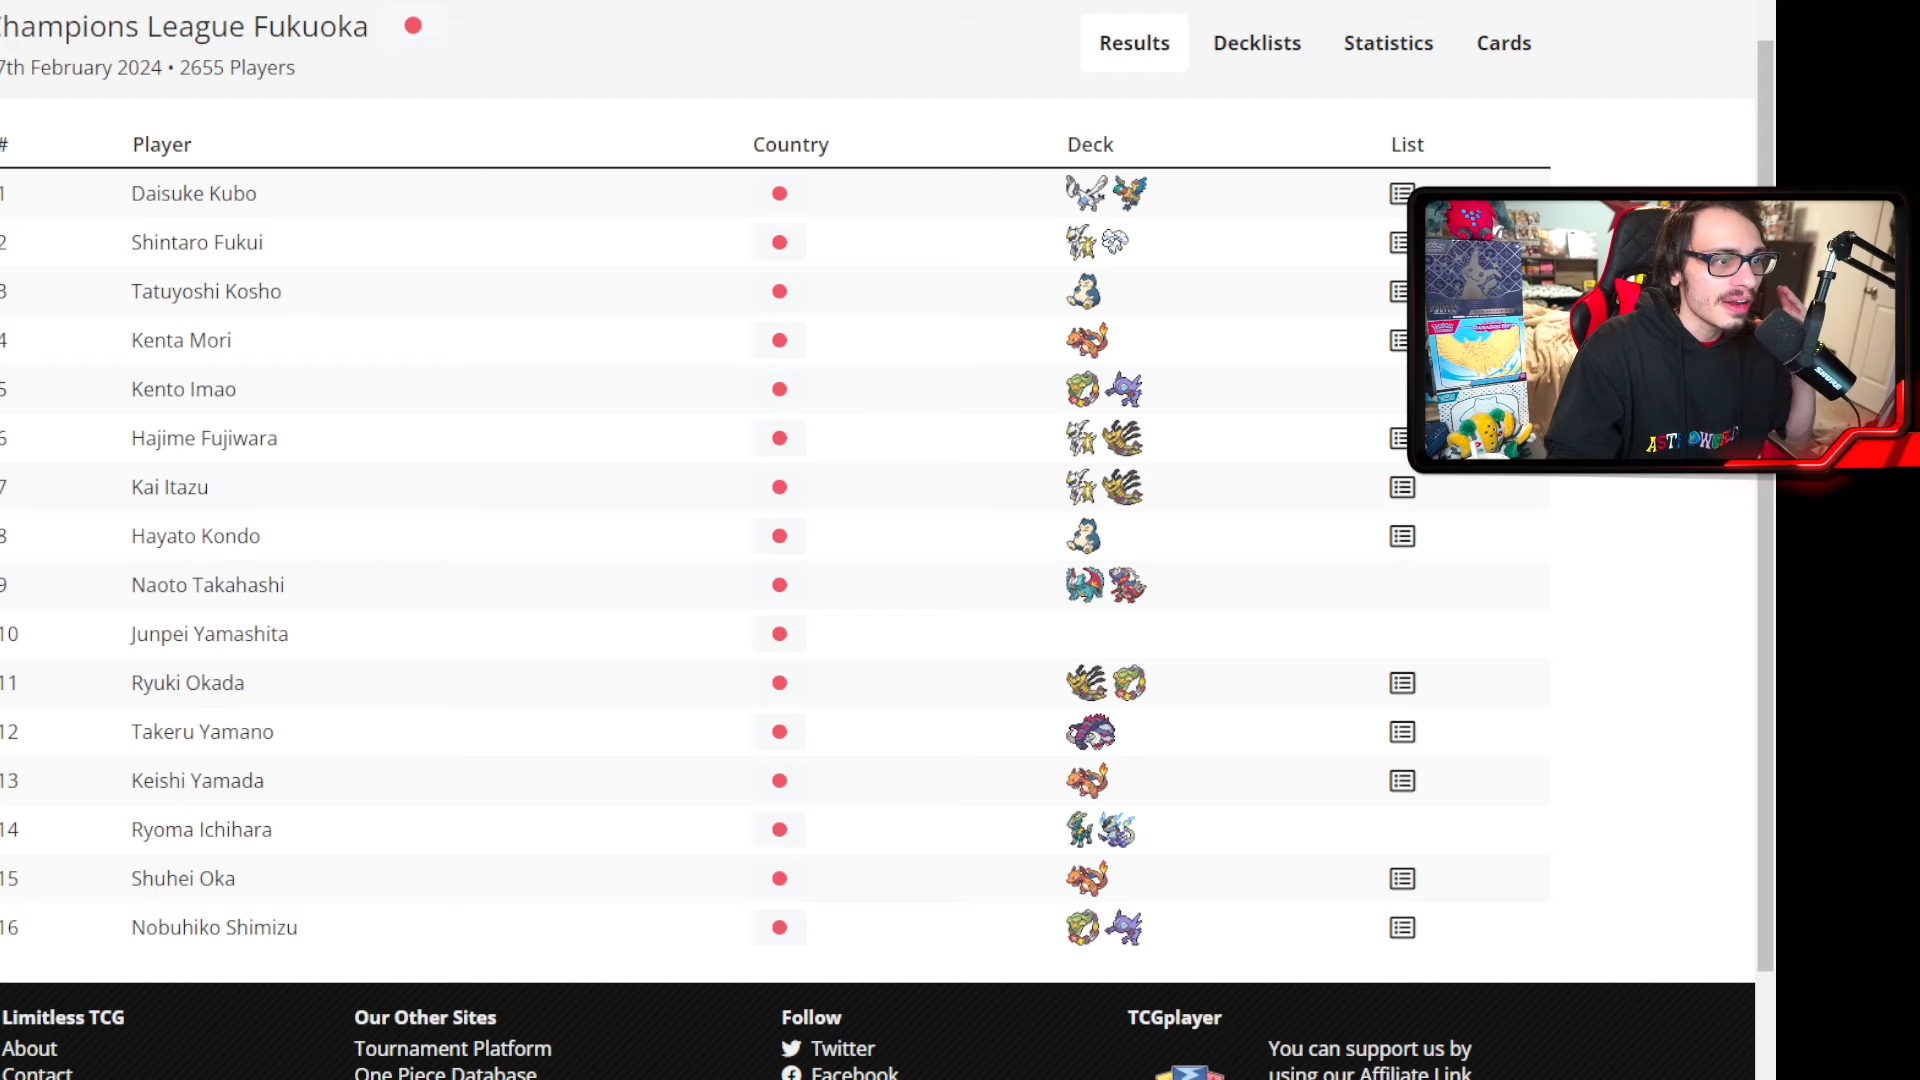 hampions League Fukuoka
7th February 2024 • 2655 Players
Results Decklists Statistics Cards
# Player Country Deck List
1 Daisuke Kubo
2 Shintaro Fukui
3 Tatuyoshi Kosho
4 Kenta Mori
5 Kento Imao
6 Hajime Fujiwara
7 Kai Itazu
8 Hayato Kondo
9 Naoto Takahashi
10 Junpei Yamashita
11 Ryuki Okada
12 Takeru Yamano
13 Keishi Yamada
14 Ryoma Ichihara
15 Shuhei Oka
16 Nobuhiko Shimizu
SHURE
ASTROWORLD
Limitless TCG Our Other Sites Follow TCGplayer
About Tournament Platform Twitter You can support us by
Contact One Piece Database Facebook using our Affiliate Link